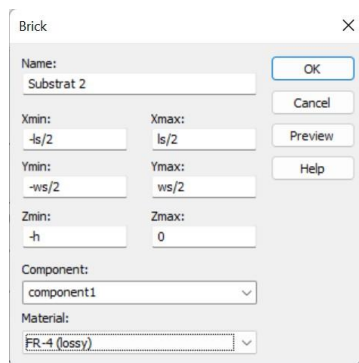 Brick
Name:
OK
Substrat 2
Cancel
Xmin: Xmax:
-ls/2 ls/2
Preview
Ymin: Ymax:
Help
-ws/2 ws/2
Zmin: Zmax:
-h 0
Component:
component1
Material:
FR-4 (lossy)